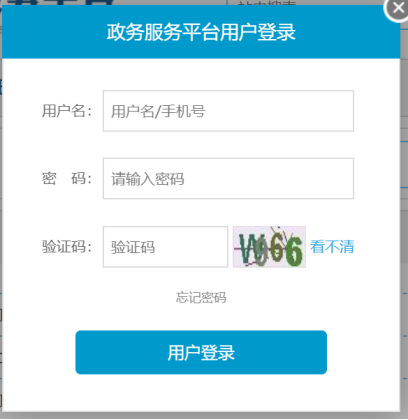 政务服务平台用户登录
用户名： 用户名/手机号
密 码： 请输入密码
验证码： 验证码 W966 看不清
忘记密码
用户登录